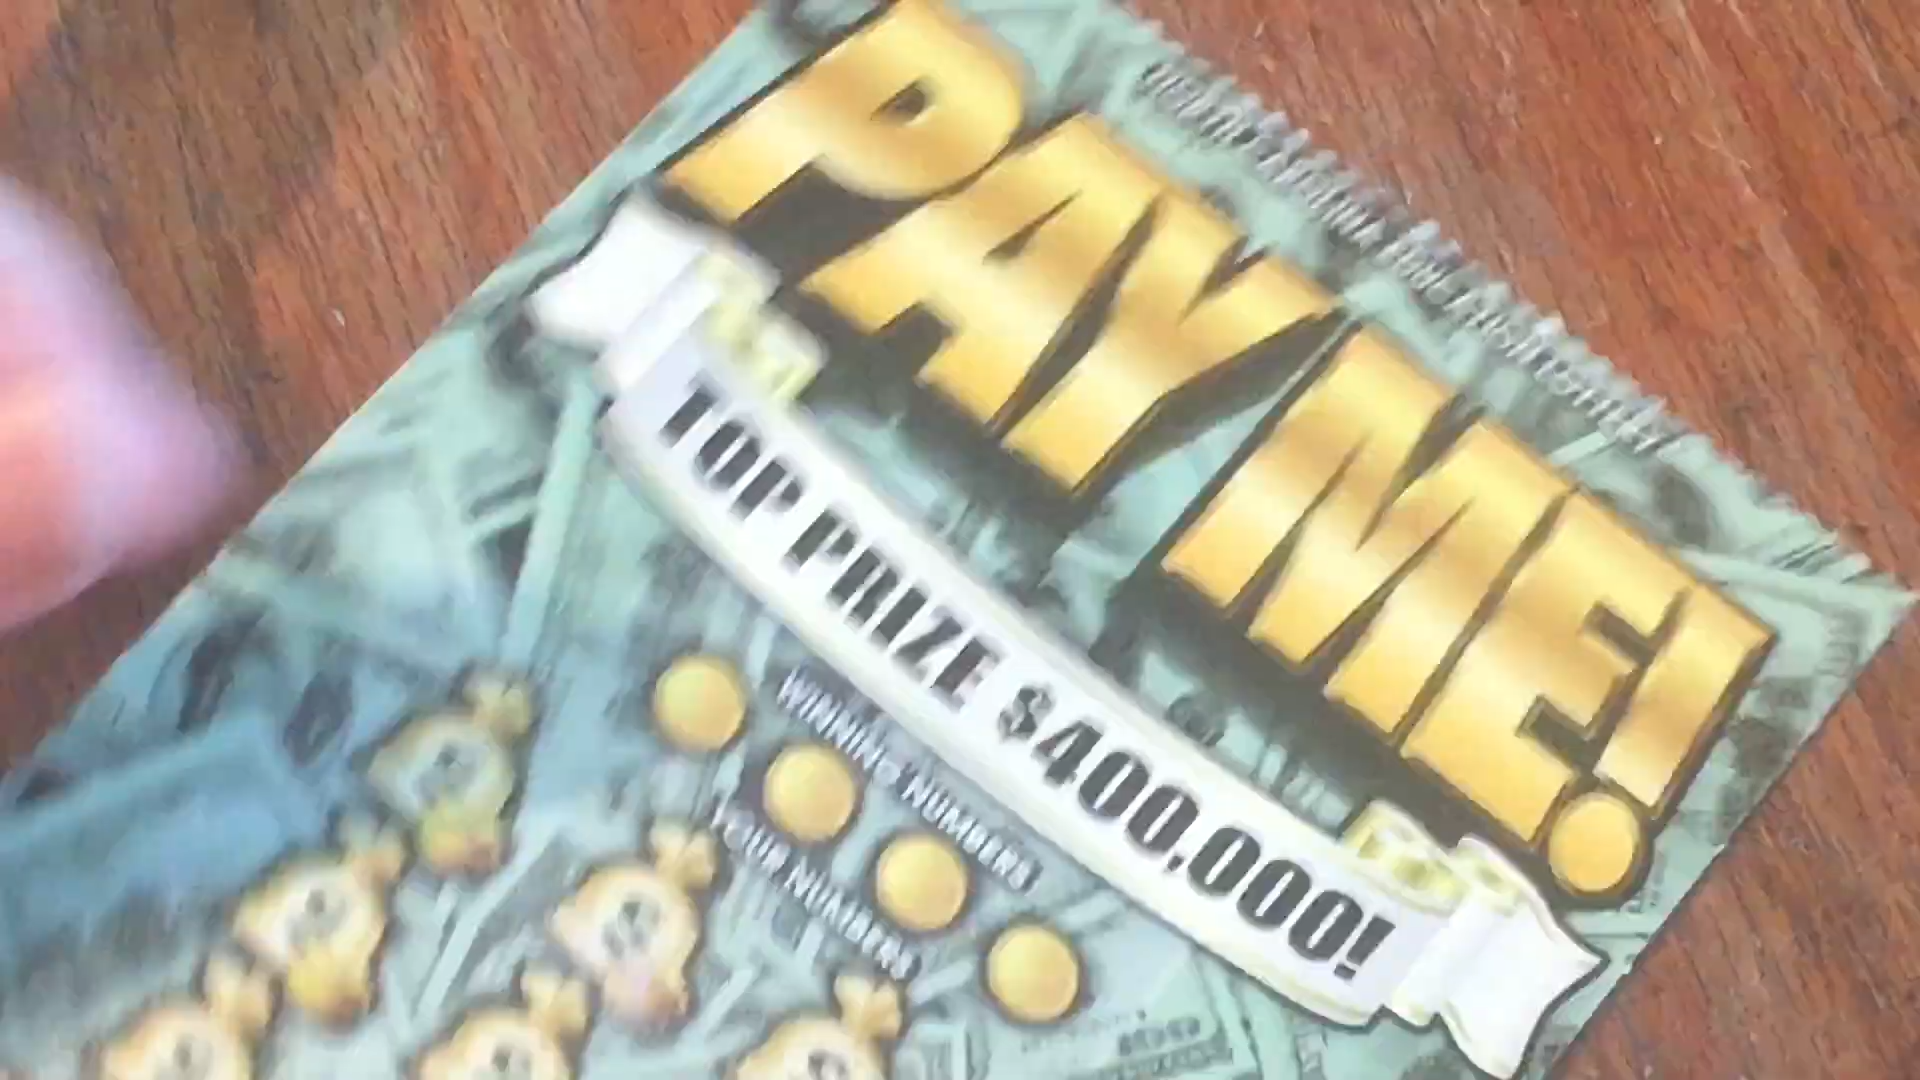 PAY ME!
TOP PRIZE $400,000!
WINNING NUMBERS
YOUR NUMBERS